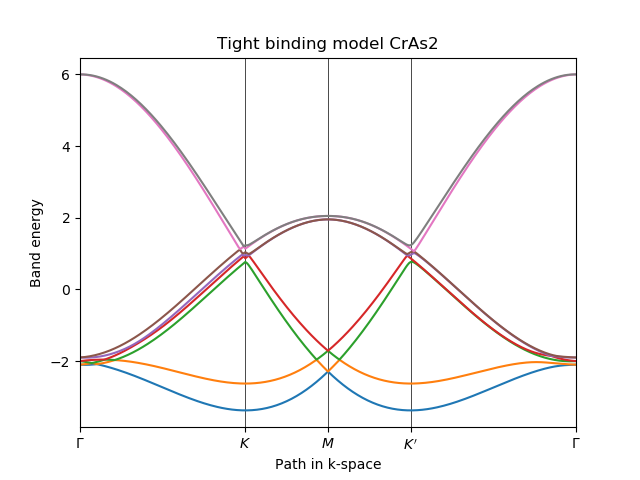 Tight binding model CrAs2
Band energy
6
4
2
0
−2
Γ K M K′ Γ
Path in k-space